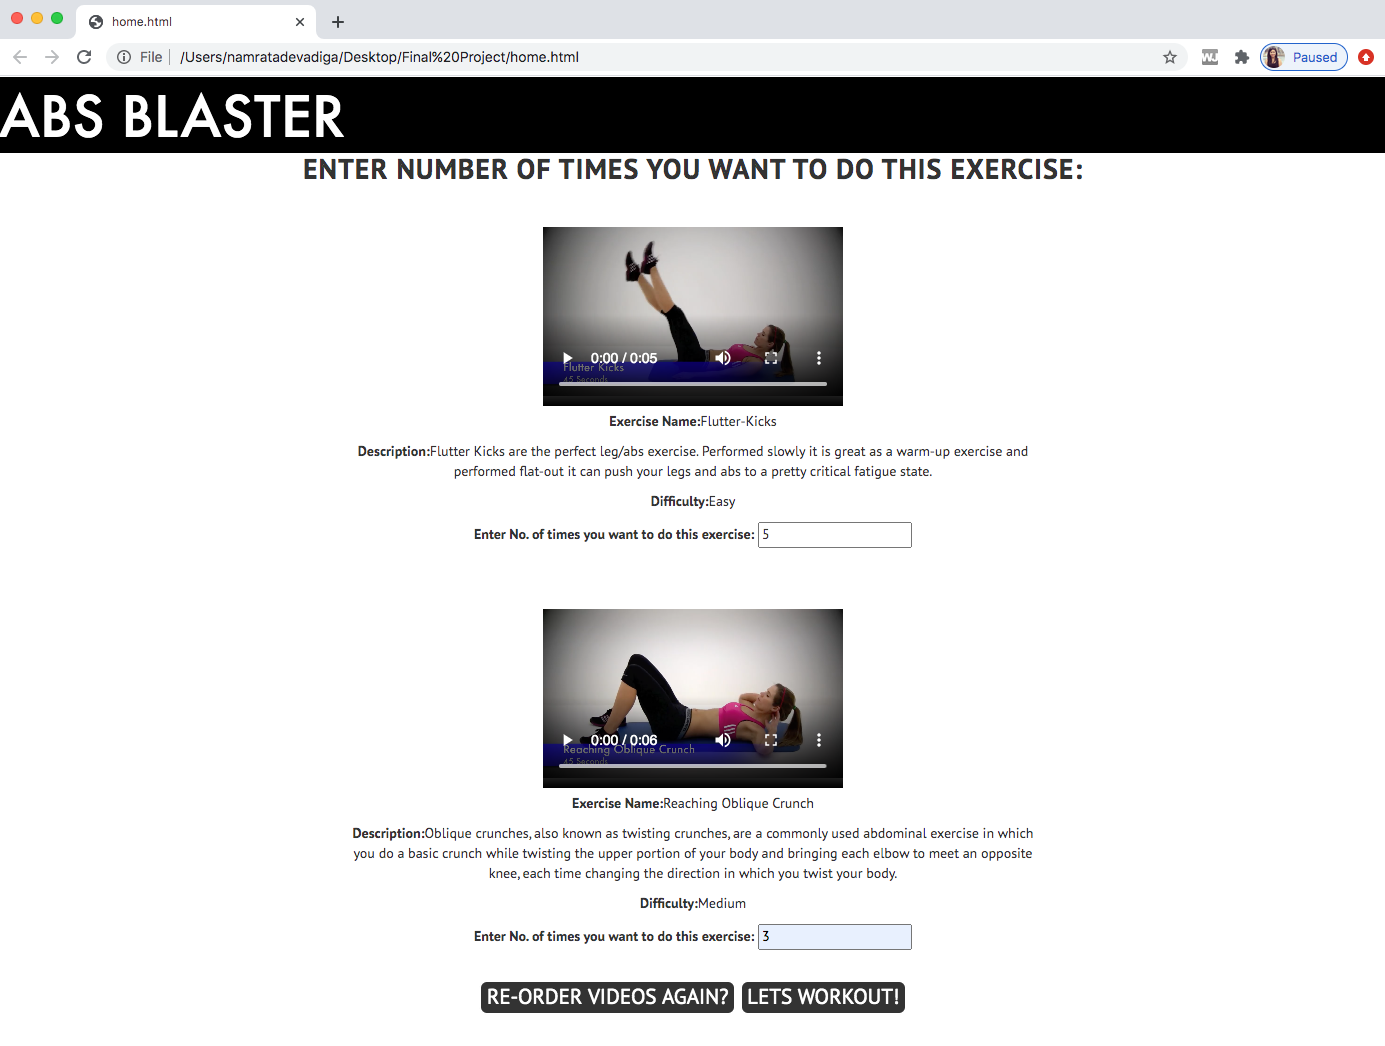 home.html
File
/Users/namratadevadiga/Desktop/Final%20Project/home.html
Paused
ABS BLASTER
ENTER NUMBER OF TIMES YOU WANT TO DO THIS EXERCISE:
0:00 / 0:05
Flutter Kicks
45 Seconds
Exercise Name:Flutter-Kicks
Description:Flutter Kicks are the perfect leg/abs exercise. Performed slowly it is great as a warm-up exercise and
performed flat-out it can push your legs and abs to a pretty critical fatigue state.
Difficulty:Easy
Enter No. of times you want to do this exercise: 5
0:00 / 0:06
Reaching Oblique Crunch
45 Seconds
Exercise Name:Reaching Oblique Crunch
Description:Oblique crunches, also known as twisting crunches, are a commonly used abdominal exercise in which
you do a basic crunch while twisting the upper portion of your body and bringing each elbow to meet an opposite
knee, each time changing the direction in which you twist your body.
Difficulty:Medium
Enter No. of times you want to do this exercise: 3
RE-ORDER VIDEOS AGAIN? LETS WORKOUT!